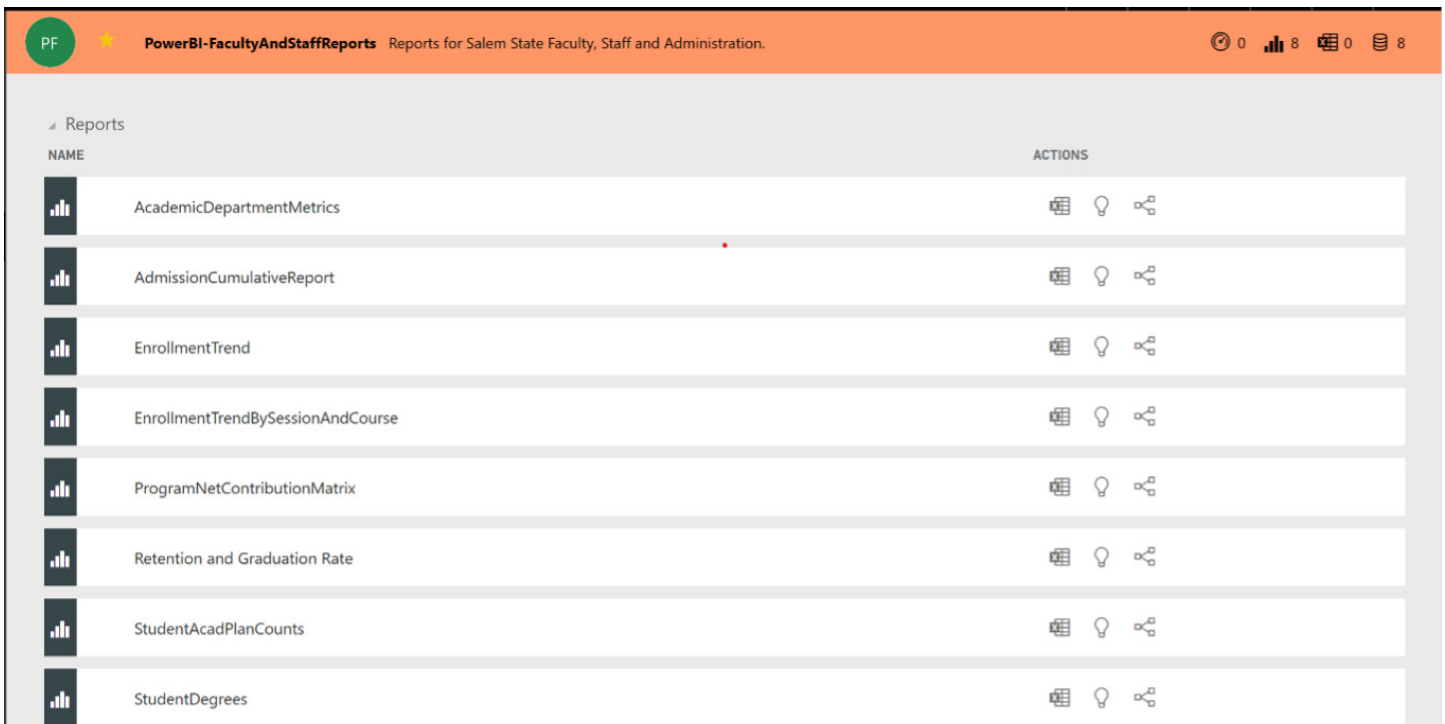 PF PowerBI-FacultyAndStaffReports Reports for Salem State Faculty, Staff and Administration. 0 8 0 8
Reports
NAME ACTIONS
AcademicDepartmentMetrics
AdmissionCumulativeReport
EnrollmentTrend
EnrollmentTrendBySessionAndCourse
ProgramNetContributionMatrix
Retention and Graduation Rate
StudentAcadPlanCounts
StudentDegrees